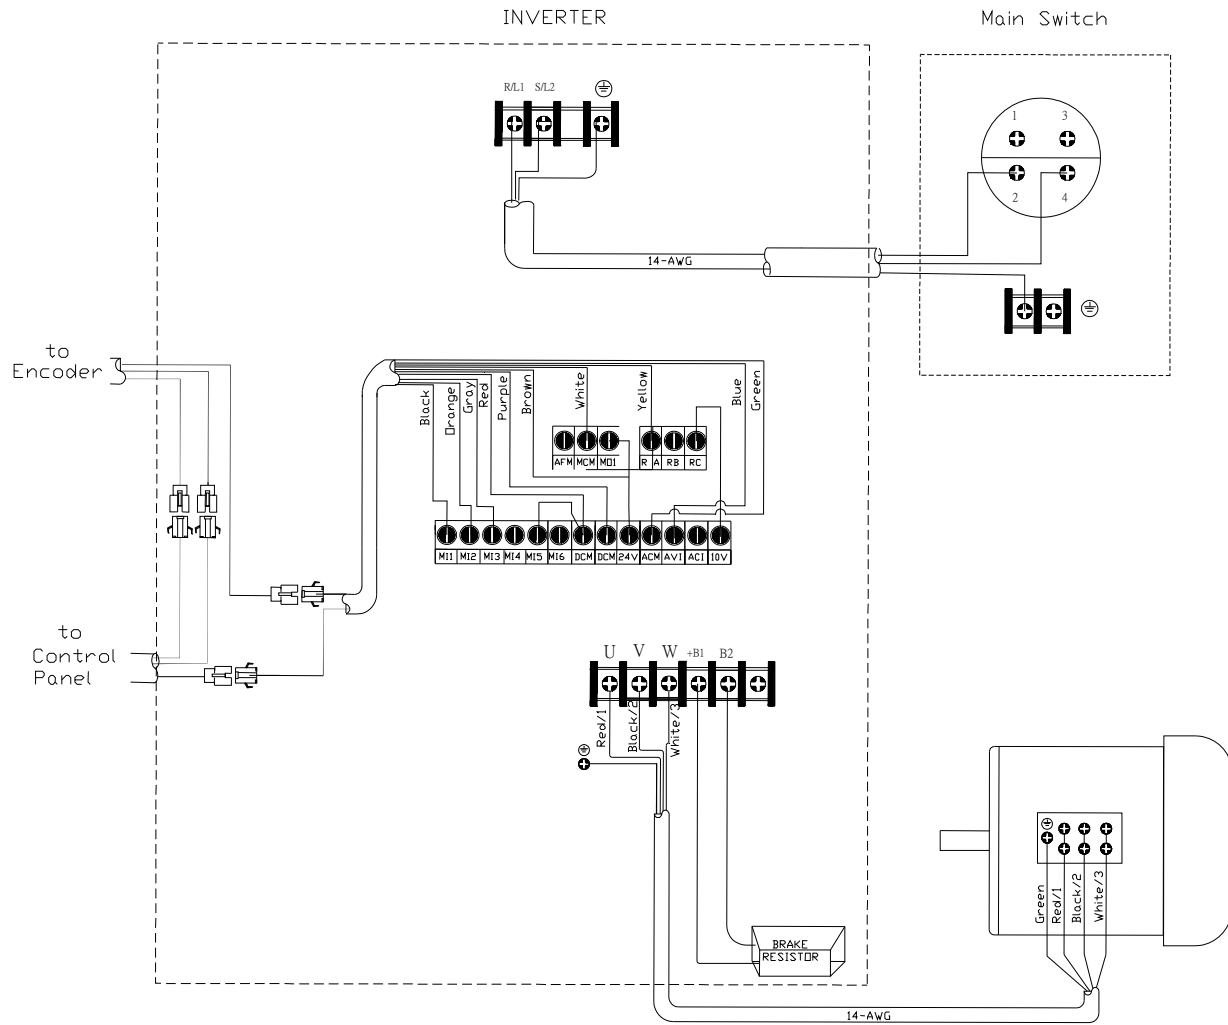 INVERTER
Main Switch
R/L1 S/L2
1 3
2 4
14-AWG
to
Encoder
Black
Orange
Gray
Red
Purple
Brown
White
Yellow
Blue
Green
AFM MCM MO1
R A RB RC
MI1 MI2 MI3 MI4 MI5 MI6 DCM DCM 24V ACM AVI ACI 10V
to
Control
Panel
U V W +B1 B2
Red/1
Black/2
White/3
Green
Red/1
Black/2
White/3
BRAKE
RESISTOR
14-AWG